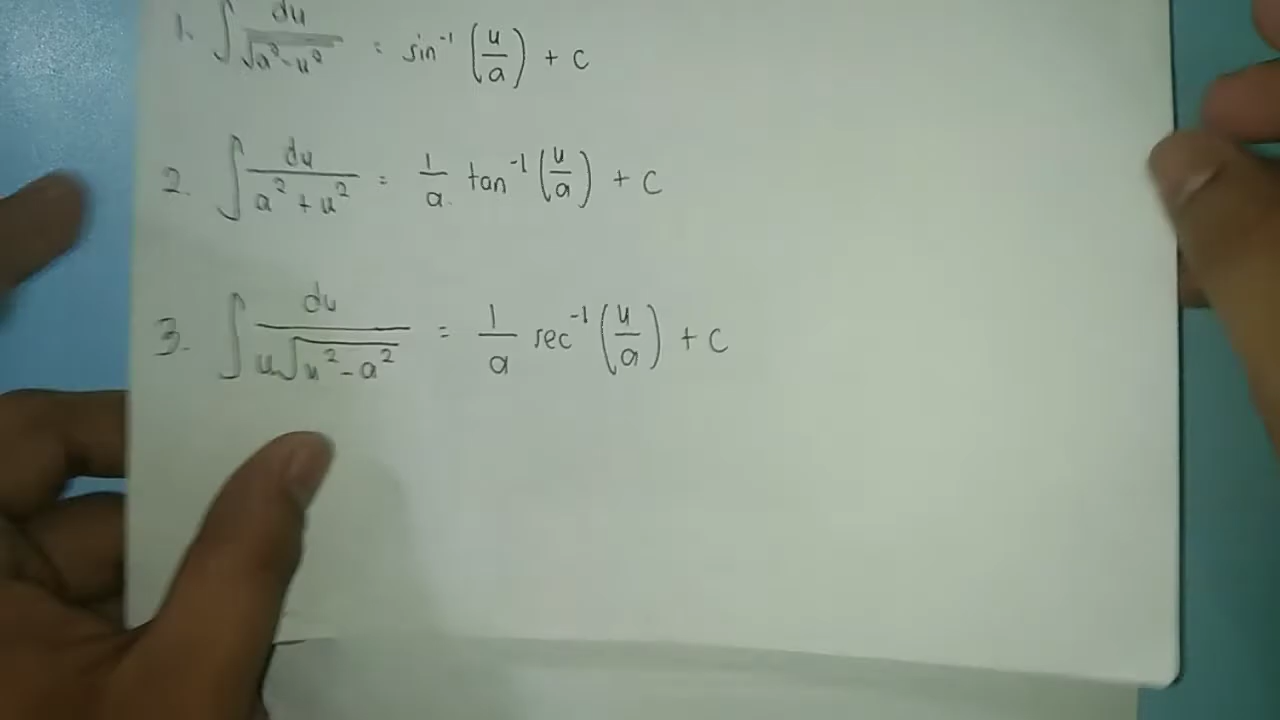 1. ∫ du/√(a² - u²) = sin⁻¹ (u/a) + C
2. ∫ du/(a² + u²) = 1/a tan⁻¹ (u/a) + C
3. ∫ du/(u√(u² - a²)) = 1/a sec⁻¹ (u/a) + C